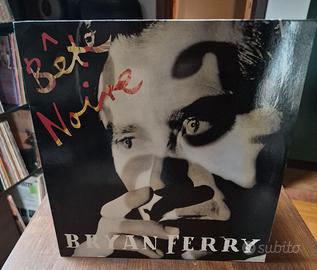 Bête
Noire
BRYAN FERRY
subito